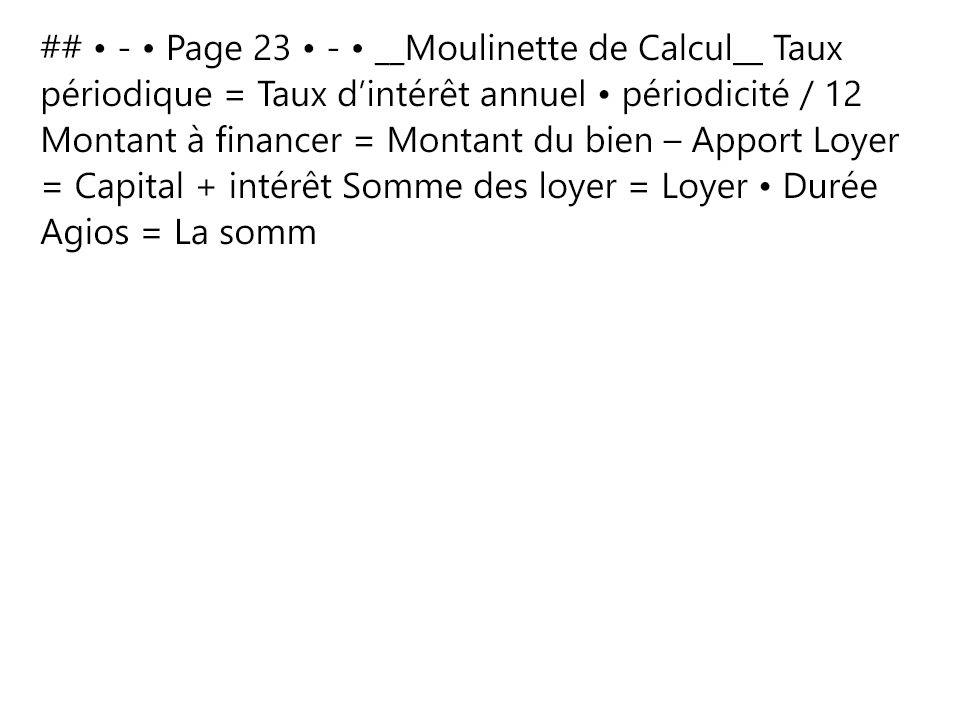 ## • - • Page 23 • - • __Moulinette de Calcul__ Taux
périodique = Taux d’intérêt annuel • périodicité / 12
Montant à financer = Montant du bien – Apport Loyer
= Capital + intérêt Somme des loyer = Loyer • Durée
Agios = La somm